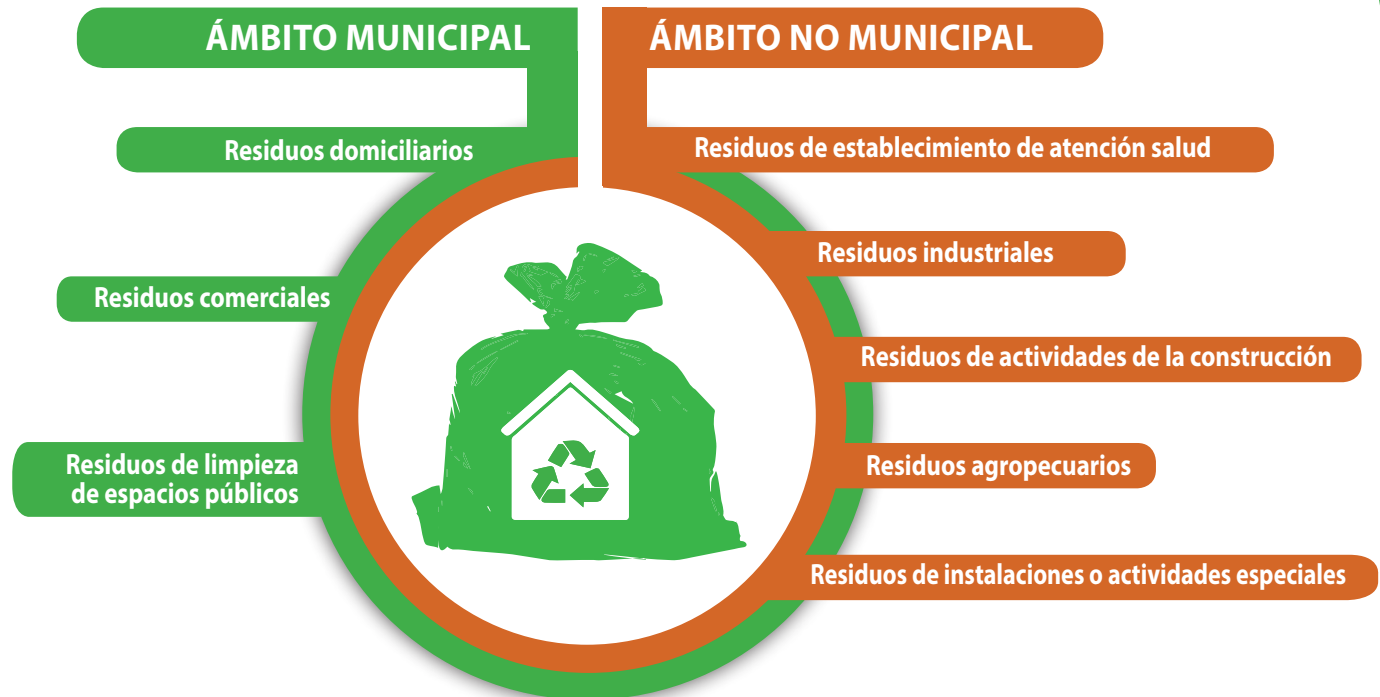 ÁMBITO MUNICIPAL
Residuos domiciliarios
Residuos comerciales
Residuos de limpieza
de espacios públicos
ÁMBITO NO MUNICIPAL
Residuos de establecimiento de atención salud
Residuos industriales
Residuos de actividades de la construcción
Residuos agropecuarios
Residuos de instalaciones o actividades especiales